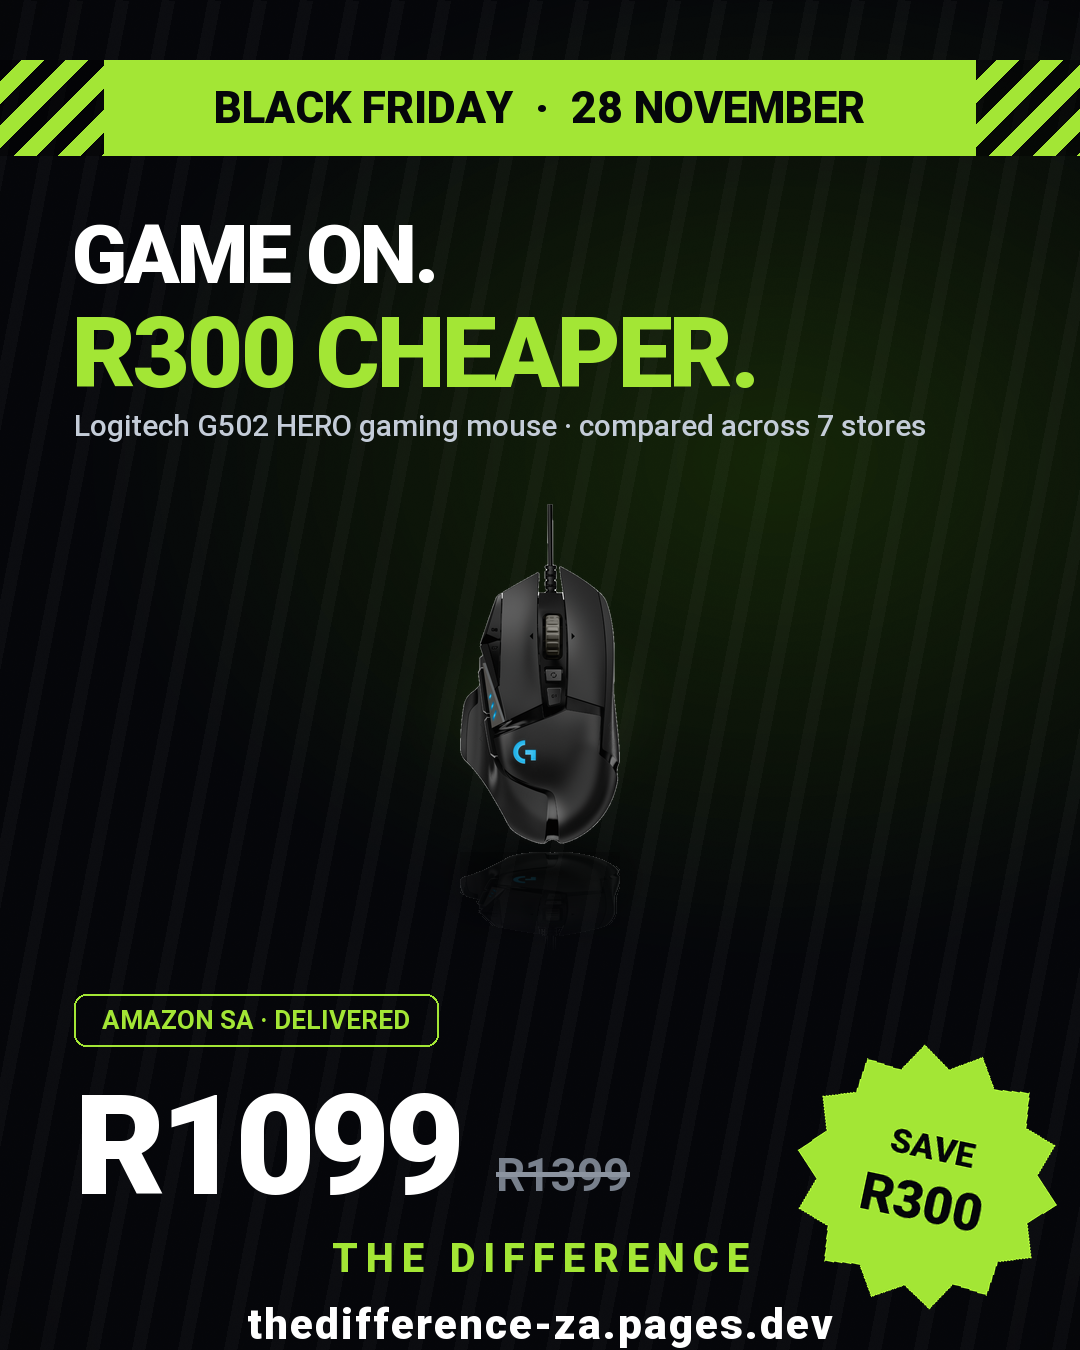 BLACK FRIDAY · 28 NOVEMBER
GAME ON.
R300 CHEAPER.
Logitech G502 HERO gaming mouse · compared across 7 stores
AMAZON SA · DELIVERED
R1099 R1399
SAVE
R300
THE DIFFERENCE
thedifference-za.pages.dev